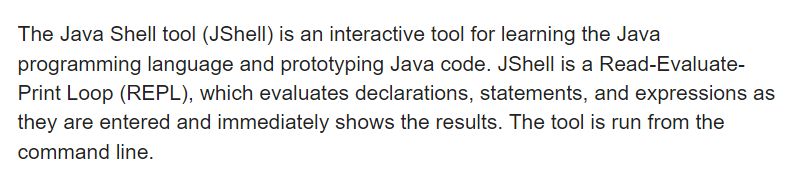 The Java Shell tool (JShell) is an interactive tool for learning the Java
programming language and prototyping Java code. JShell is a Read-Evaluate-
Print Loop (REPL), which evaluates declarations, statements, and expressions as
they are entered and immediately shows the results. The tool is run from the
command line.